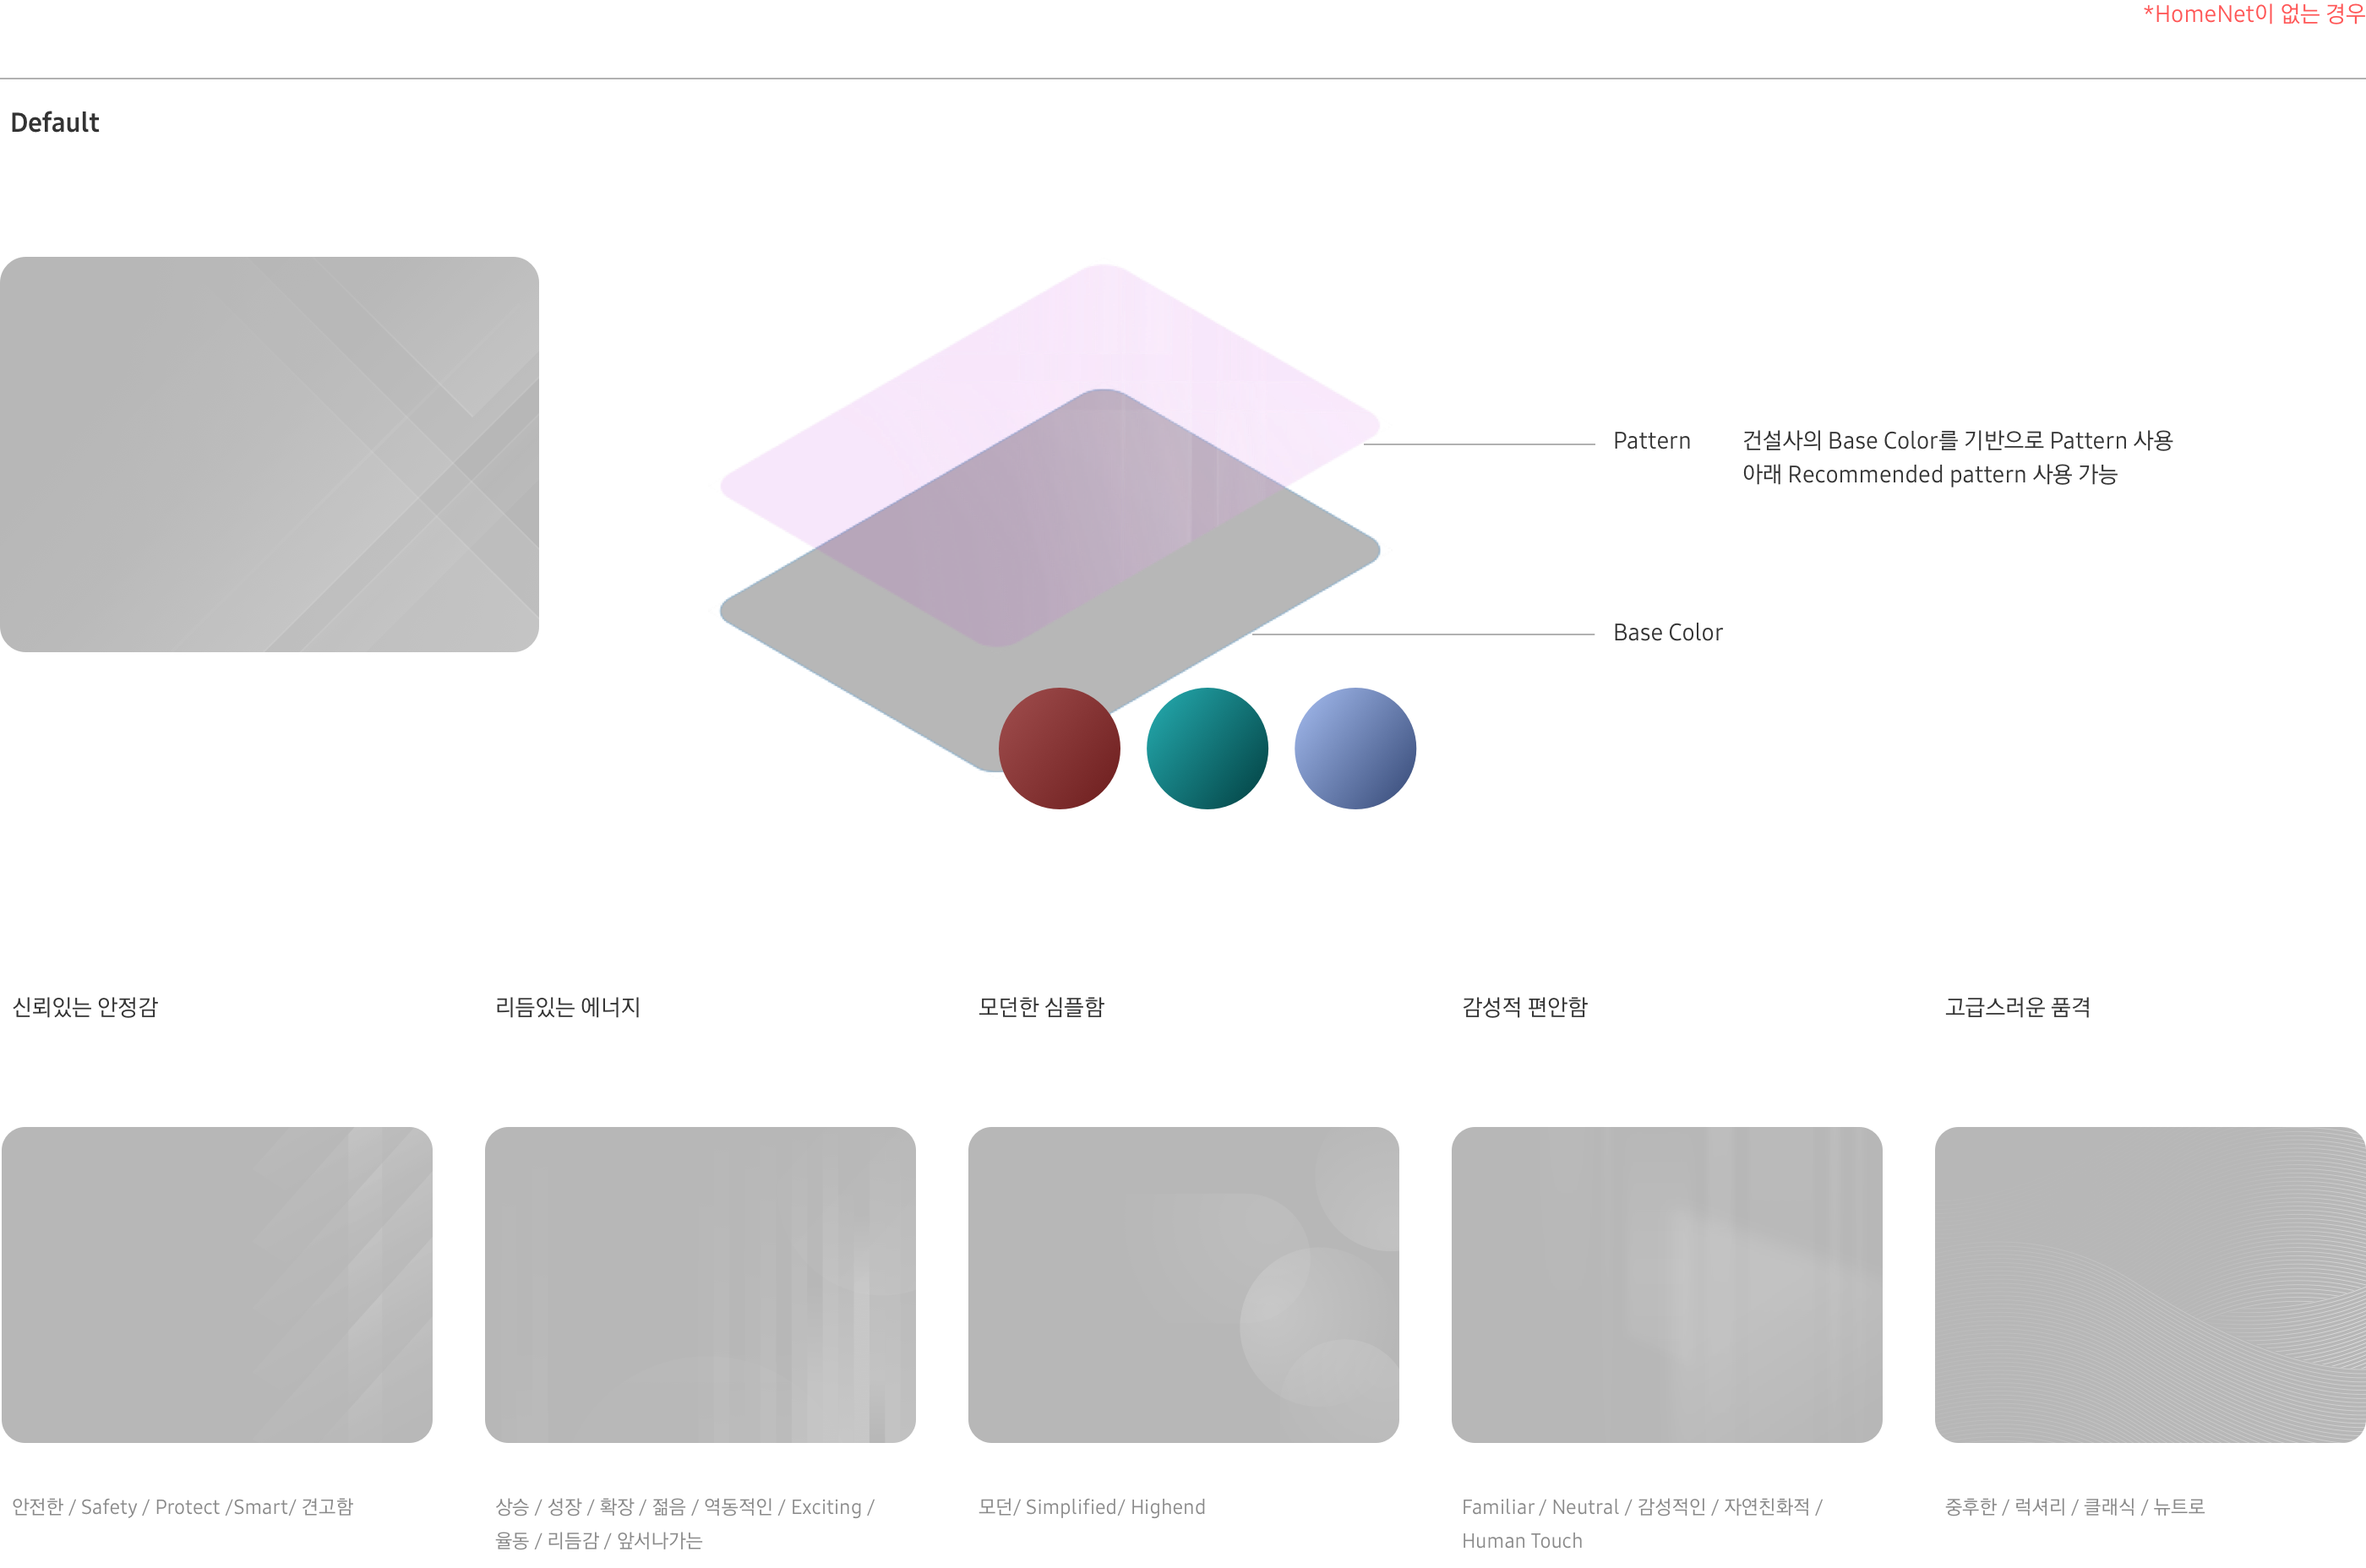 *HomeNet이 없는 경우
Default
Pattern
건설사의 Base Color를 기반으로 Pattern 사용
아래 Recommended pattern 사용 가능
Base Color
신뢰있는 안정감
리듬있는 에너지
모던한 심플함
감성적 편안함
고급스러운 품격
안전한 / Safety / Protect /Smart/ 견고함
상승 / 성장 / 확장 / 젊음 / 역동적인 / Exciting /
율동 / 리듬감 / 앞서나가는
모던/ Simplified/ Highend
Familiar / Neutral / 감성적인 / 자연친화적 /
Human Touch
중후한 / 럭셔리 / 클래식 / 뉴트로